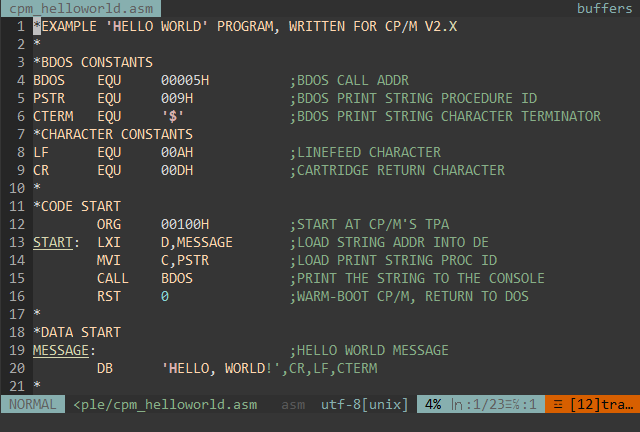 cpm_helloworld.asm buffers
1 *EXAMPLE 'HELLO WORLD' PROGRAM, WRITTEN FOR CP/M V2.X
2 *
3 *BDOS CONSTANTS
4 BDOS    EQU     00005H          ;BDOS CALL ADDR
5 PSTR    EQU     009H            ;BDOS PRINT STRING PROCEDURE ID
6 CTERM   EQU     '$'             ;BDOS PRINT STRING CHARACTER TERMINATOR
7 *CHARACTER CONSTANTS
8 LF      EQU     00AH            ;LINEFEED CHARACTER
9 CR      EQU     00DH            ;CARTRIDGE RETURN CHARACTER
10 *
11 *CODE START
12         ORG     00100H          ;START AT CP/M'S TPA
13 START:  LXI     D,MESSAGE       ;LOAD STRING ADDR INTO DE
14         MVI     C,PSTR          ;LOAD PRINT STRING PROC ID
15         CALL    BDOS            ;PRINT THE STRING TO THE CONSOLE
16         RST     0               ;WARM-BOOT CP/M, RETURN TO DOS
17 *
18 *DATA START
19 MESSAGE:                        ;HELLO WORLD MESSAGE
20         DB      'HELLO, WORLD!',CR,LF,CTERM
21 *
NORMAL <ple/cpm_helloworld.asm asm utf-8[unix] 4% ㏑:1/23☰℅:1 ☲ [12]tra…